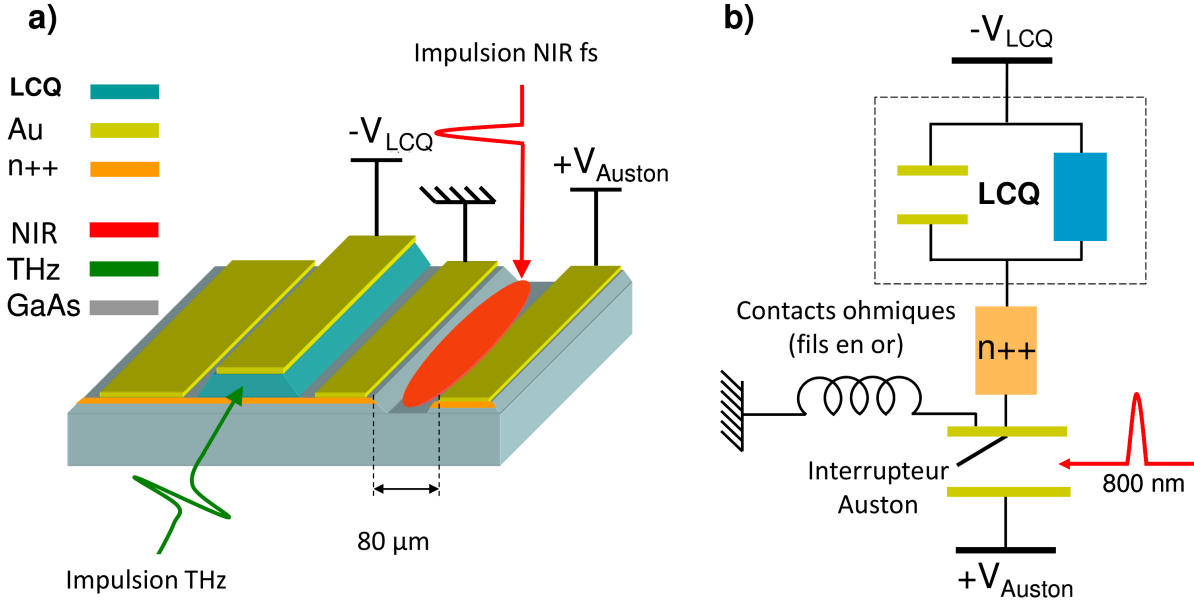 a)
Impulsion NIR fs
LCQ
Au
n++
NIR
THz
GaAs
-VLCQ
+VAuston
80 µm
Impulsion THz
b)
-VLCQ
LCQ
Contacts ohmiques
(fils en or)
n++
Interrupteur
Auston
800 nm
+VAuston